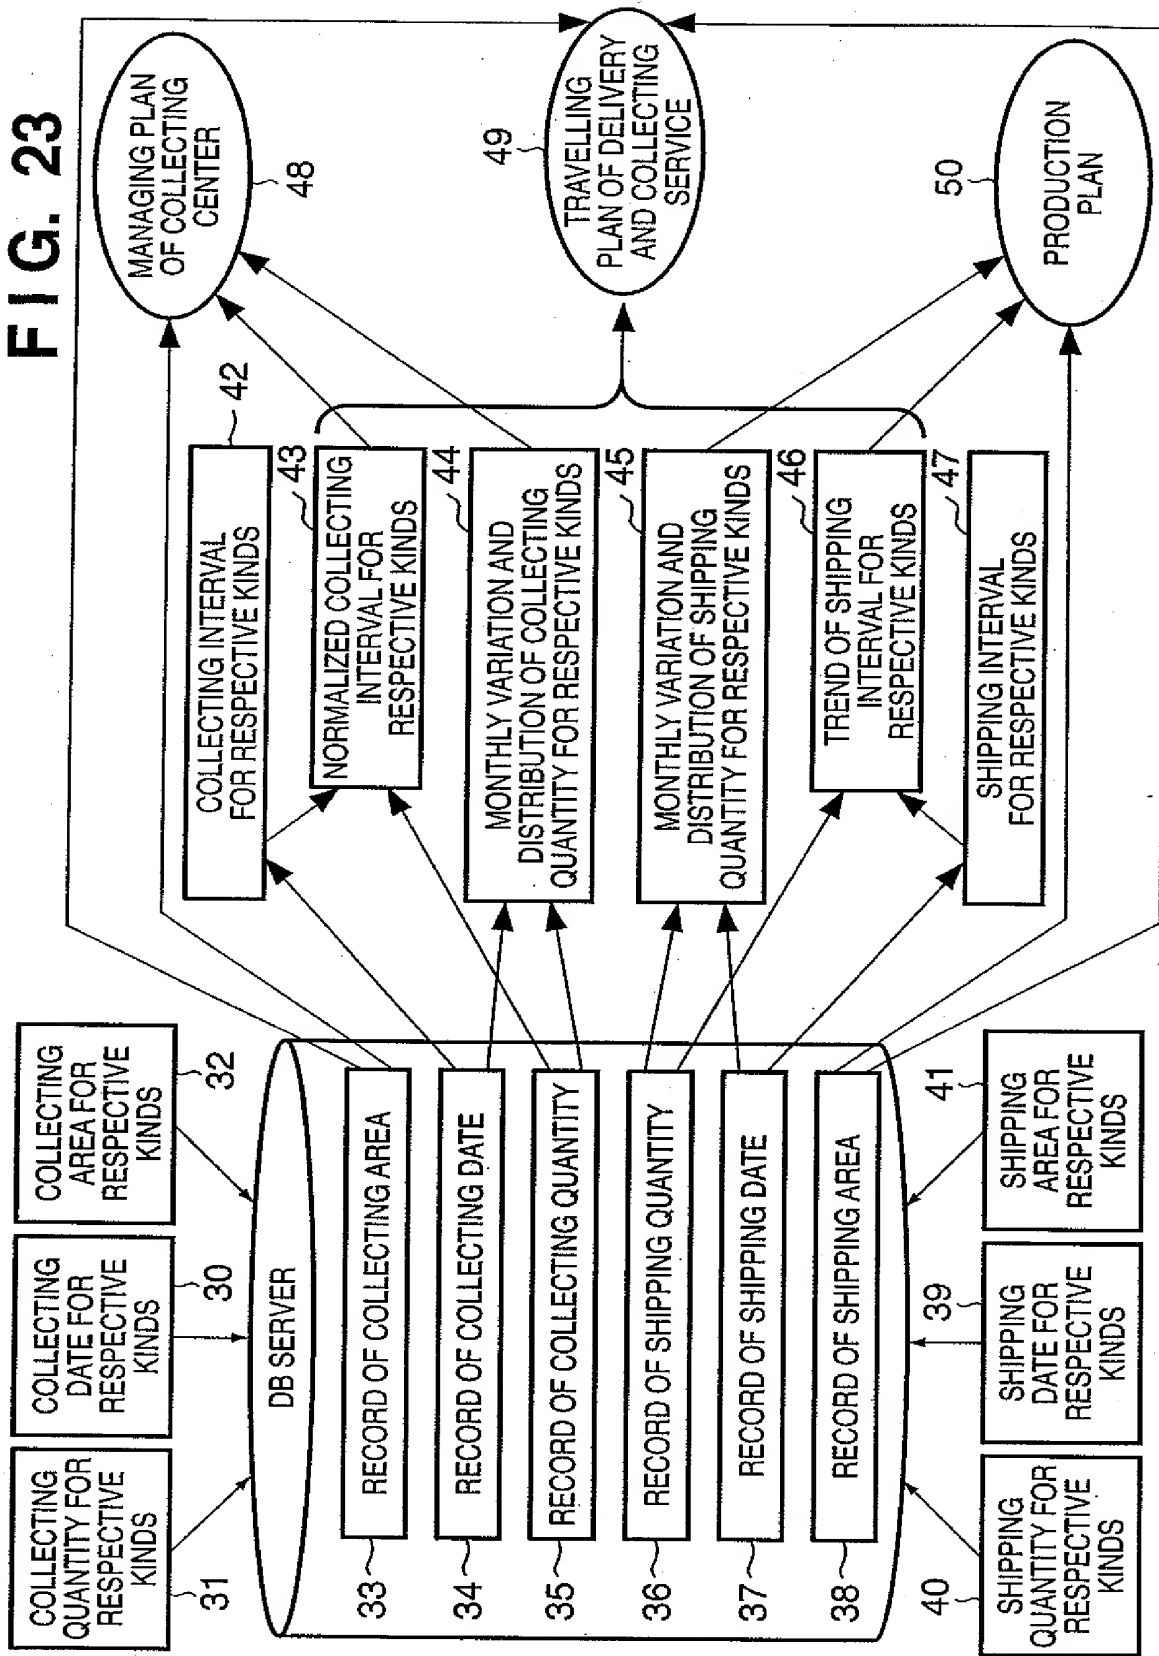 FIG. 23
COLLECTING
QUANTITY FOR
RESPECTIVE
KINDS
31
COLLECTING
DATE FOR
RESPECTIVE
KINDS
30
COLLECTING
AREA FOR
RESPECTIVE
KINDS
32
DB SERVER
33
RECORD OF COLLECTING AREA
34
RECORD OF COLLECTING DATE
35
RECORD OF COLLECTING QUANTITY
36
RECORD OF SHIPPING QUANTITY
37
RECORD OF SHIPPING DATE
38
RECORD OF SHIPPING AREA
40
SHIPPING
QUANTITY FOR
RESPECTIVE
KINDS
39
SHIPPING
DATE FOR
RESPECTIVE
KINDS
41
SHIPPING
AREA FOR
RESPECTIVE
KINDS
42
COLLECTING INTERVAL
FOR RESPECTIVE KINDS
43
NORMALIZED COLLECTING
INTERVAL FOR
RESPECTIVE KINDS
44
MONTHLY VARIATION AND
DISTRIBUTION OF COLLECTING
QUANTITY FOR RESPECTIVE KINDS
45
MONTHLY VARIATION AND
DISTRIBUTION OF SHIPPING
QUANTITY FOR RESPECTIVE KINDS
46
TREND OF SHIPPING
INTERVAL FOR
RESPECTIVE KINDS
47
SHIPPING INTERVAL
FOR RESPECTIVE KINDS
MANAGING PLAN
OF COLLECTING
CENTER
48
49
TRAVELLING
PLAN OF DELIVERY
AND COLLECTING
SERVICE
50
PRODUCTION
PLAN